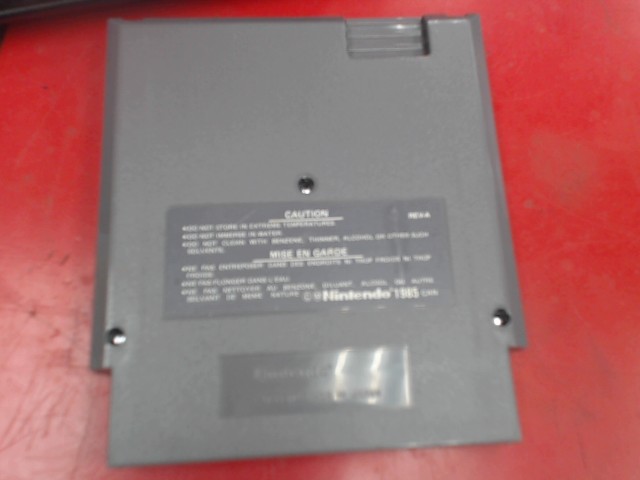 CAUTION
REV-A
•DO NOT STORE IN EXTREME TEMPERATURES.
•DO NOT IMMERSE IN WATER.
•DO NOT CLEAN WITH BENZENE, THINNER, ALCOHOL OR OTHER SUCH
SOLVENTS.
MISE EN GARDE
•NE PAS ENTREPOSER DANS DES ENDROITS NI TROP FROIDS NI TROP
•NE PAS PLONGER DANS L'EAU.
•NE PAS NETTOYER AU BENZENE, DILUANT, ALCOOL OU AUTRE
SOLVANT DE MEME NATURE
©®Nintendo 1985 CAN